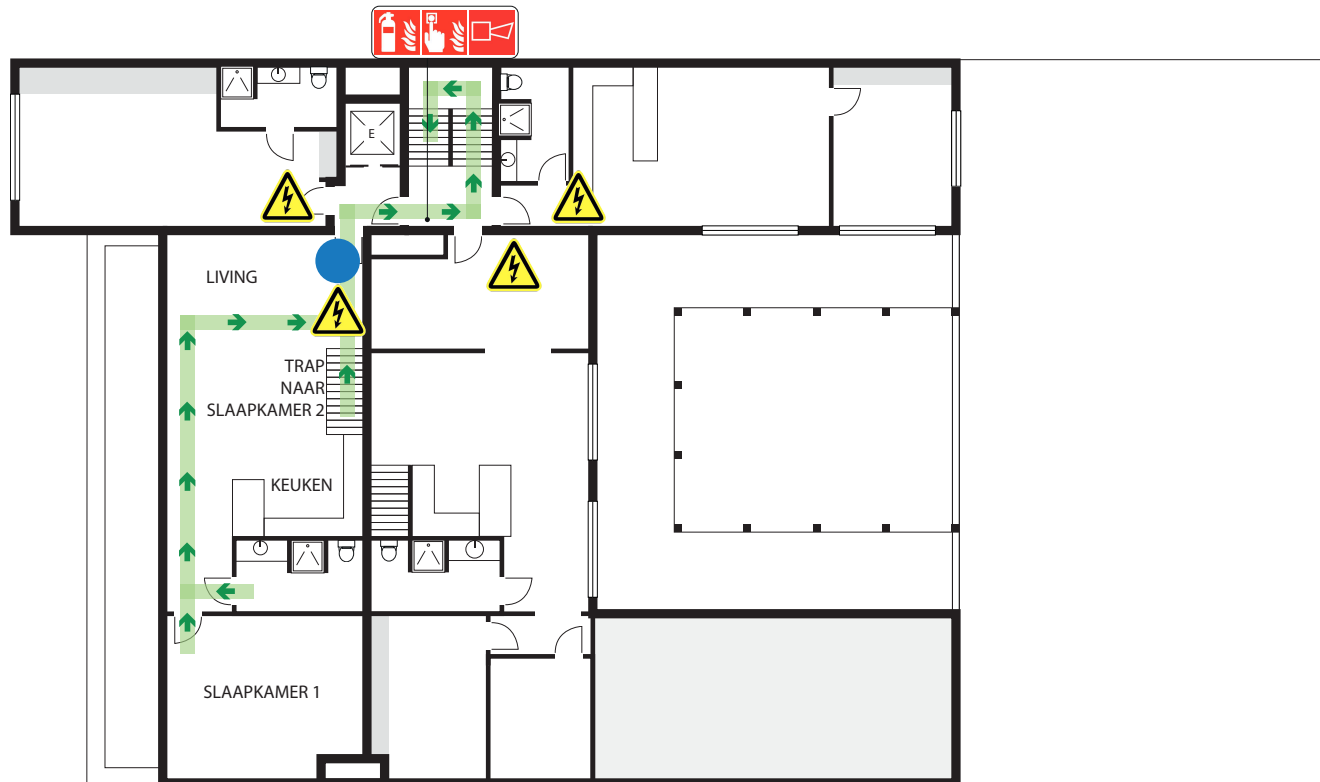 E
LIVING
TRAP
NAAR
SLAAPKAMER 2
KEUKEN
SLAAPKAMER 1